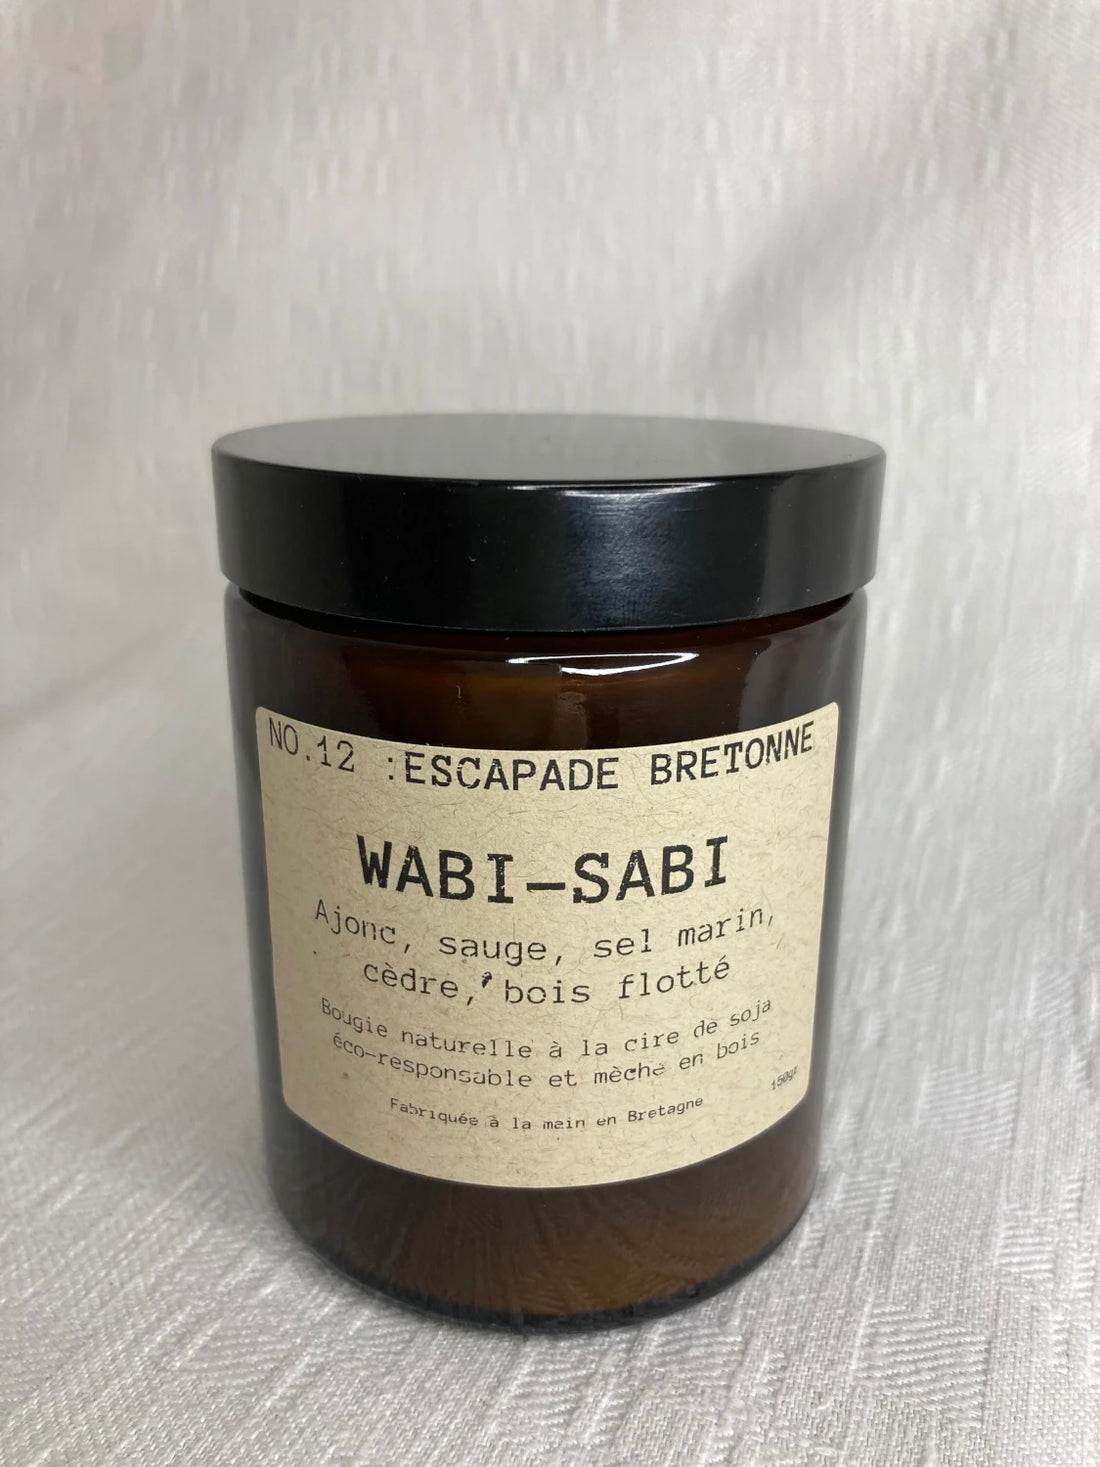 NO.12 :ESCAPADE BRETONNE
WABI-SABI
Ajonc, sauge, sel marin,
cèdre, bois flotté
Bougie naturelle à la cire de soja
éco-responsable et mèche en bois
150gr
Fabriqués à la main en Bretagne